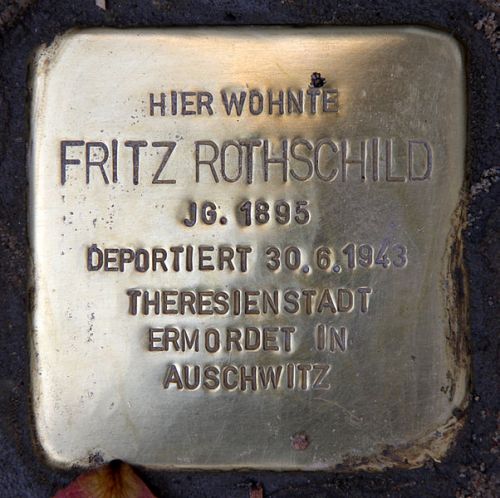 HIER WOHNTE
FRITZ ROTHSCHILD
JG. 1895
DEPORTIERT 30.6.1943
THERESIENSTADT
ERMORDET IN
AUSCHWITZ